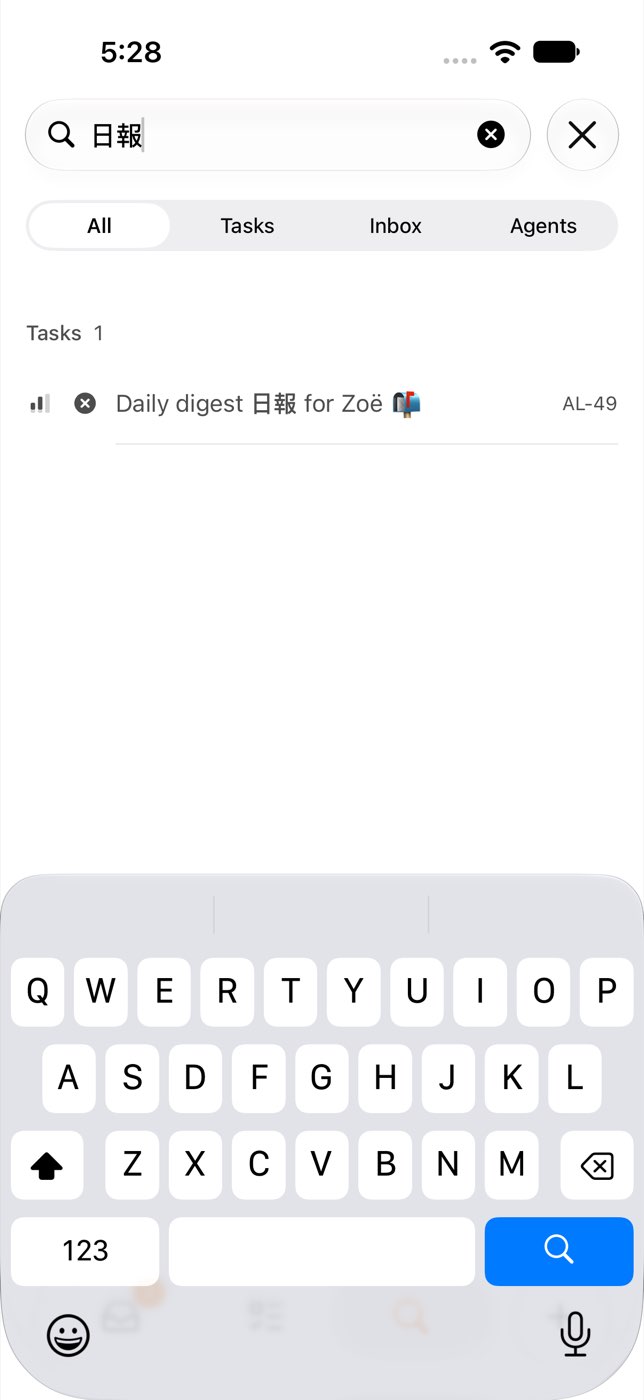 5:28
日報
All Tasks Inbox Agents
Tasks 1
Daily digest 日報 for Zoë 📬 AL-49
Q W E R T Y U I O P
A S D F G H J K L
Z X C V B N M
123